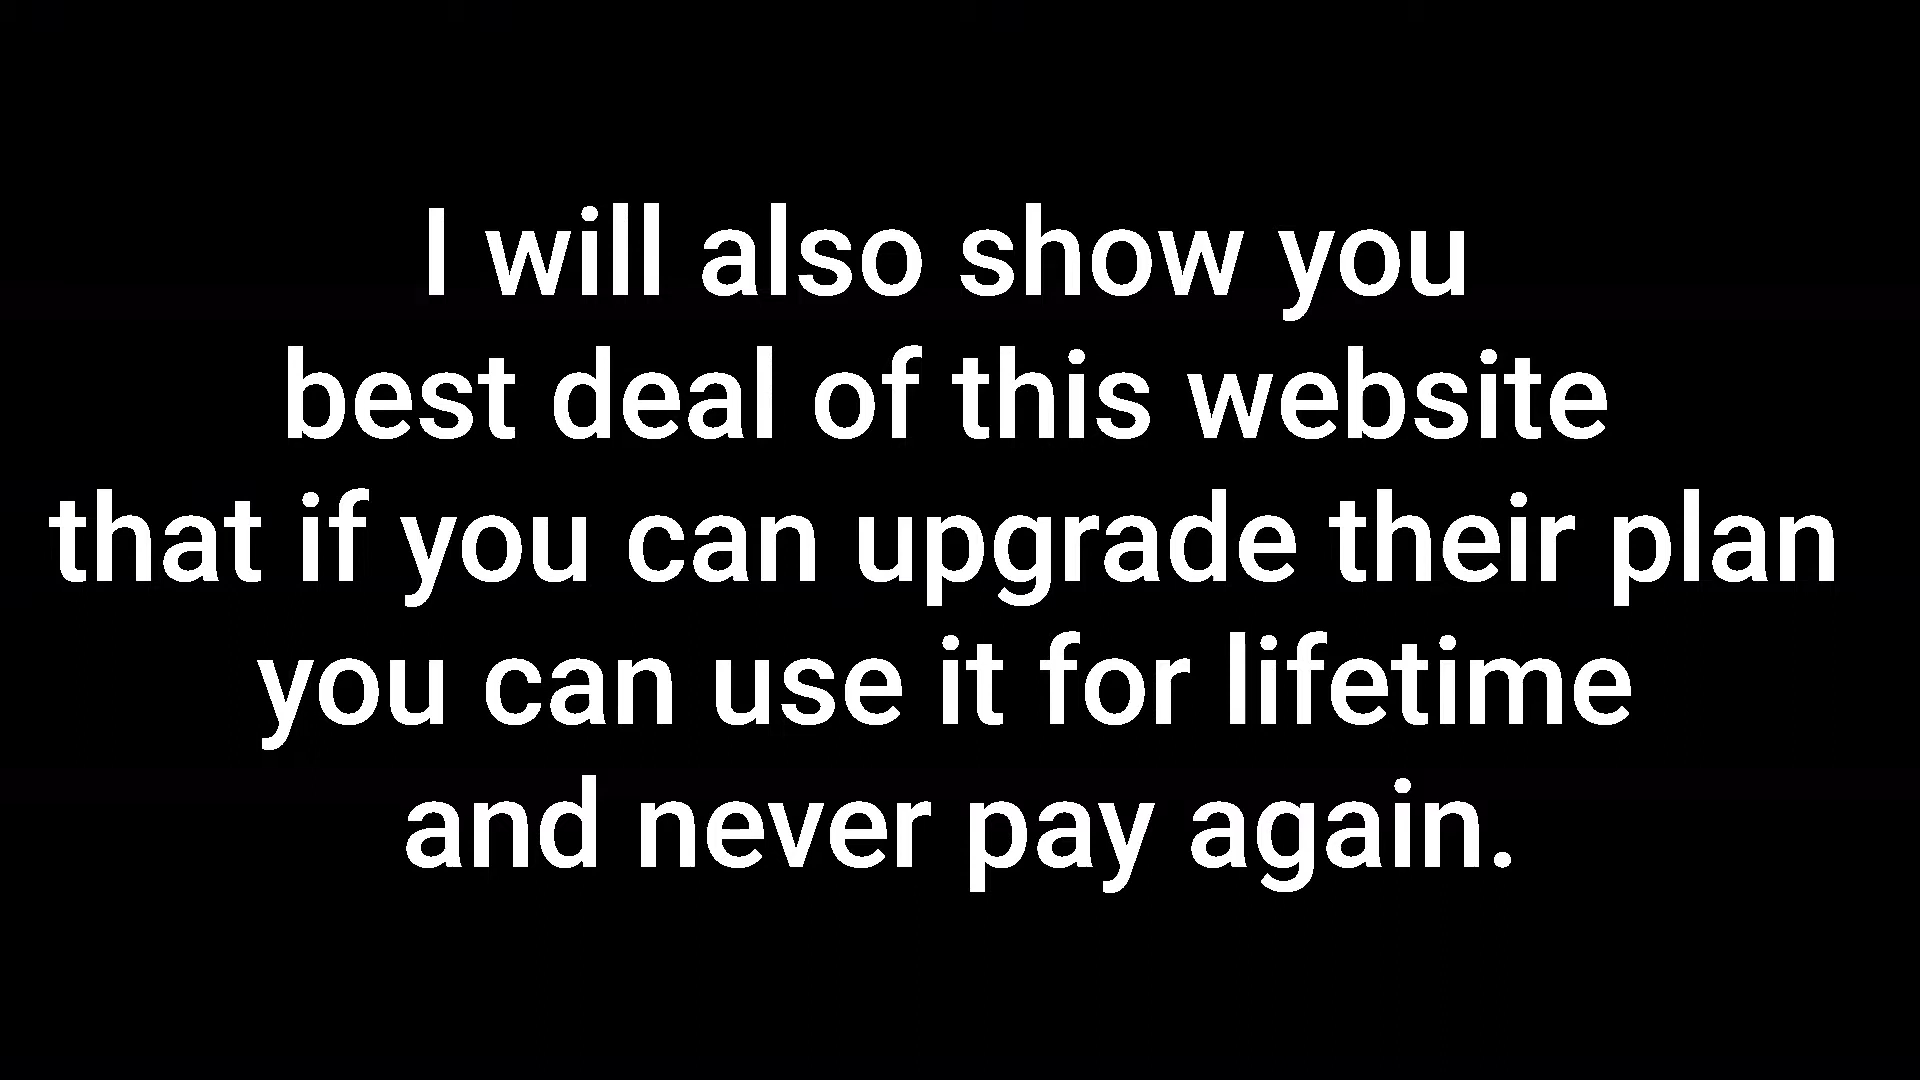 I will also show you
best deal of this website
that if you can upgrade their plan
you can use it for lifetime
and never pay again.